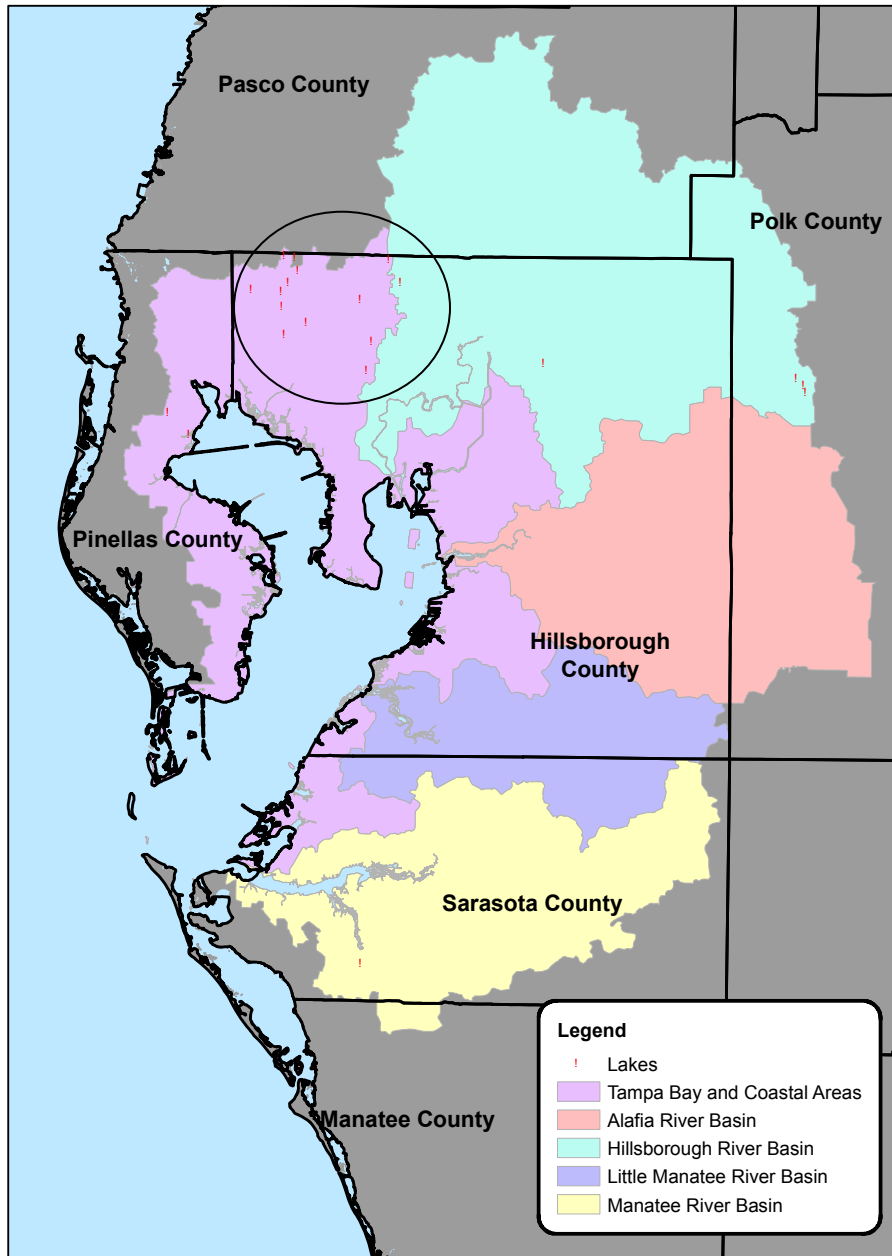 Pasco County
Polk County
Pinellas County
Hillsborough
County
Sarasota County
Manatee County
Legend
! Lakes
Tampa Bay and Coastal Areas
Alafia River Basin
Hillsborough River Basin
Little Manatee River Basin
Manatee River Basin